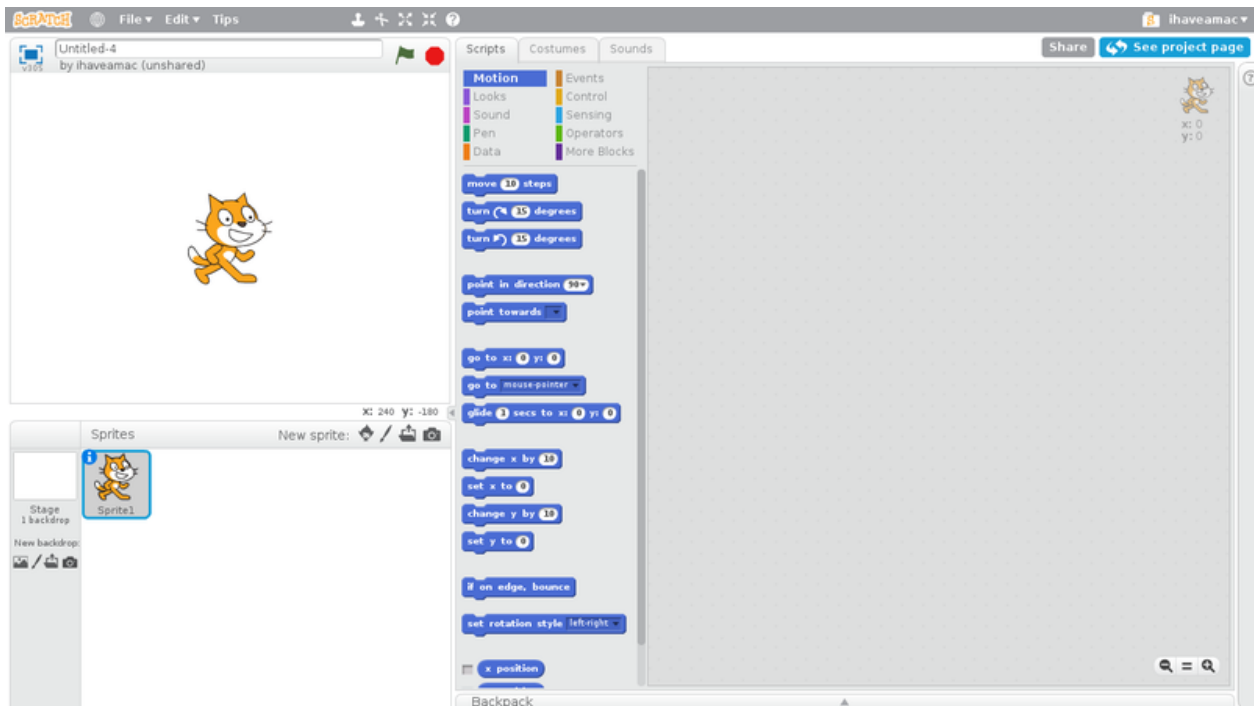 SCRATCH File Edit Tips ihaveamac
Untitled-4
by ihaveamac (unshared)
v305
Scripts Costumes Sounds
Share See project page
Motion Events
Looks Control
Sound Sensing
Pen Operators
Data More Blocks
x: 0
y: 0
move 10 steps
turn 15 degrees
turn 15 degrees
point in direction 90
point towards
go to x: 0 y: 0
go to mouse-pointer
glide 1 secs to x: 0 y: 0
change x by 10
set x to 0
change y by 10
set y to 0
if on edge, bounce
set rotation style left-right
x position
x: 240 y: -180
Sprites New sprite:
Sprite1
Stage
1 backdrop
New backdrop:
Backpack